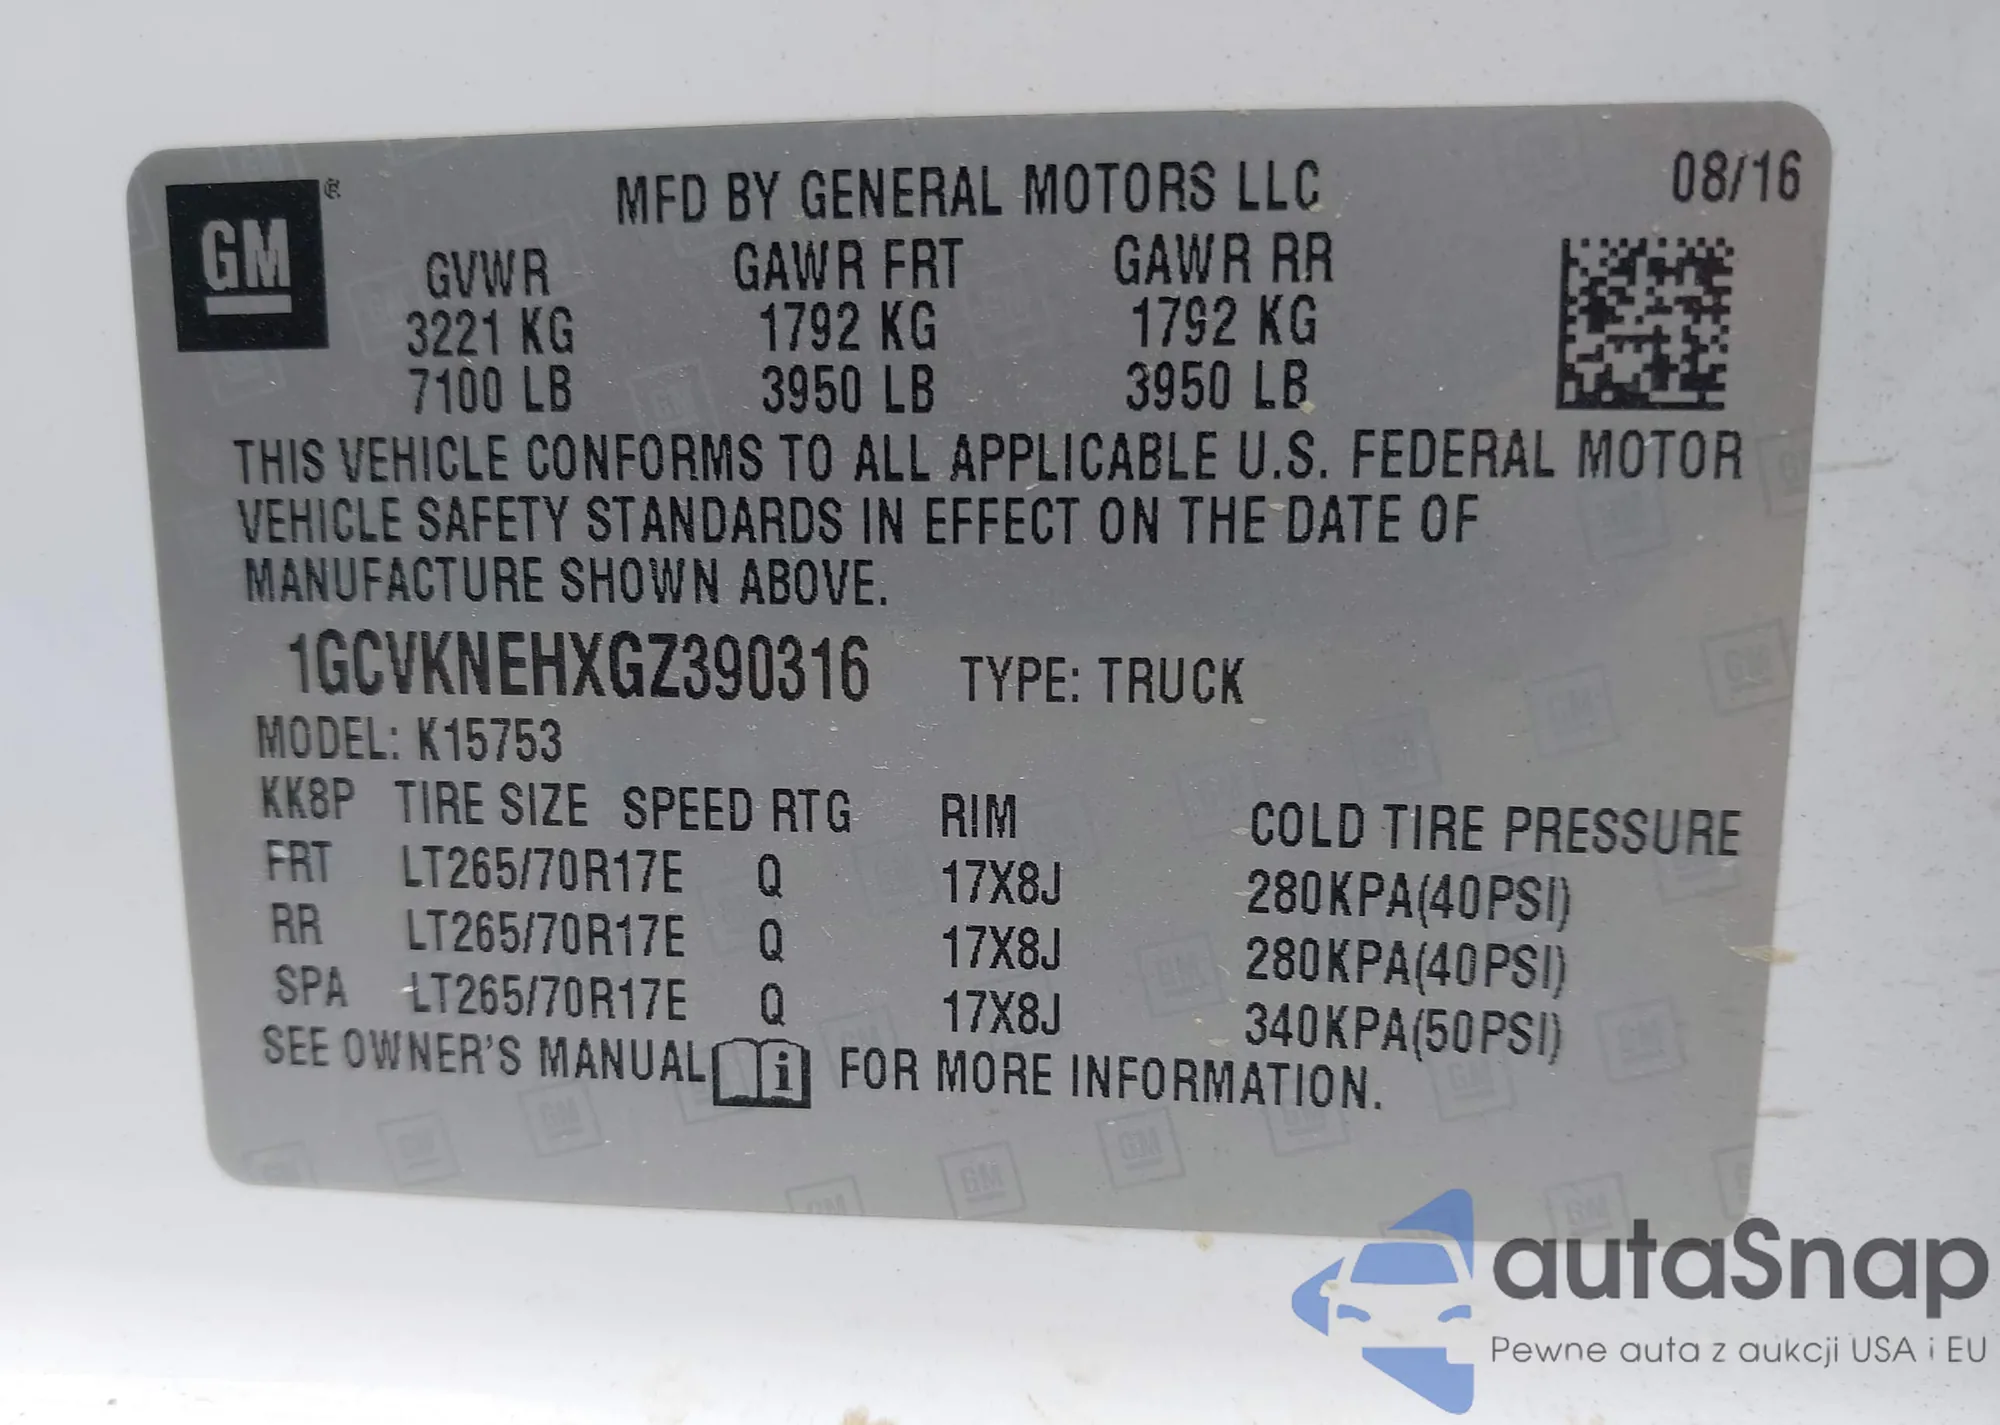 GM ®
MFD BY GENERAL MOTORS LLC 08/16
GVWR GAWR FRT GAWR RR
3221 KG 1792 KG 1792 KG
7100 LB 3950 LB 3950 LB
THIS VEHICLE CONFORMS TO ALL APPLICABLE U.S. FEDERAL MOTOR
VEHICLE SAFETY STANDARDS IN EFFECT ON THE DATE OF
MANUFACTURE SHOWN ABOVE.
1GCVKNEHXGZ390316 TYPE: TRUCK
MODEL: K15753
KK8P TIRE SIZE SPEED RTG RIM COLD TIRE PRESSURE
FRT LT265/70R17E Q 17X8J 280KPA(40PSI)
RR LT265/70R17E Q 17X8J 280KPA(40PSI)
SPA LT265/70R17E Q 17X8J 340KPA(50PSI)
SEE OWNER'S MANUAL i FOR MORE INFORMATION.
autaSnap
Pewne auta z aukcji USA i EU